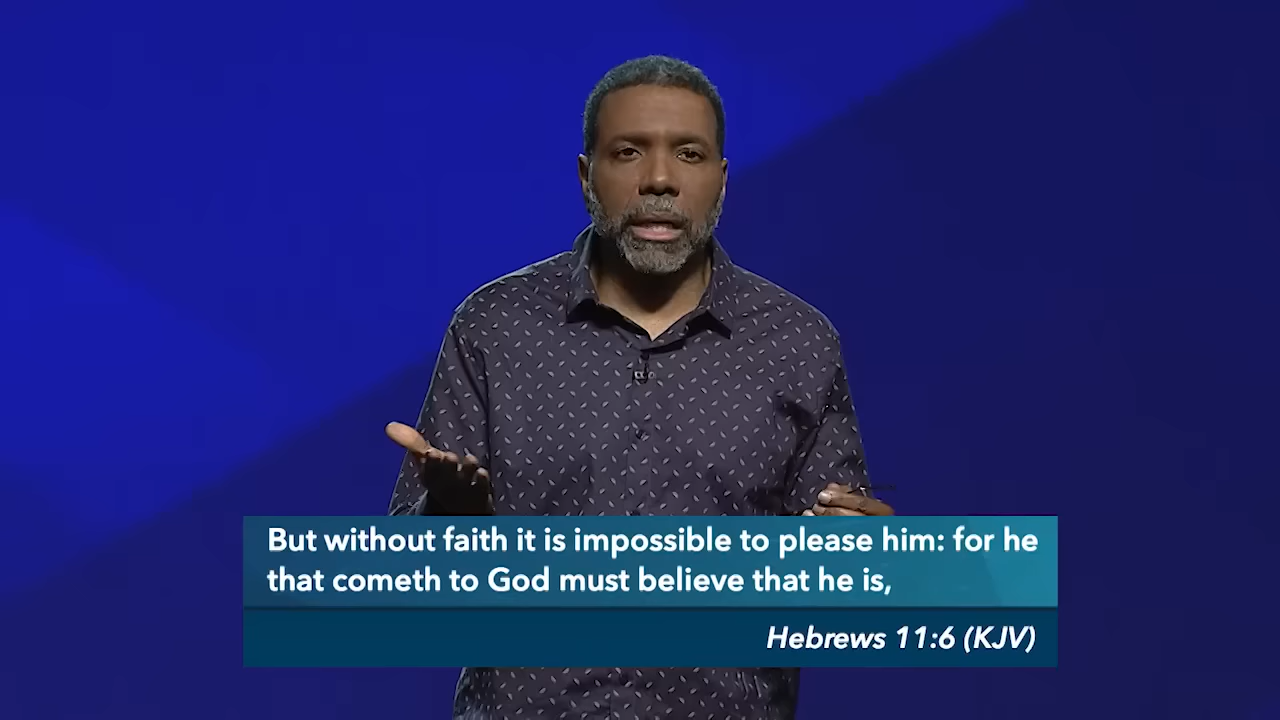 But without faith it is impossible to please him: for he
that cometh to God must believe that he is,
Hebrews 11:6 (KJV)